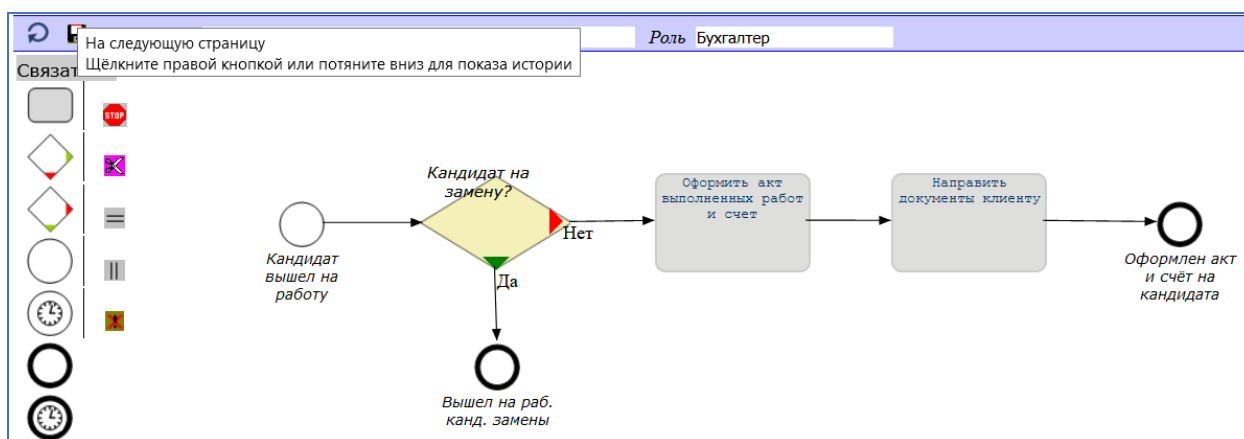 На следующую страницу
Щёлкните правой кнопкой или потяните вниз для показа истории
Роль Бухгалтер
Связат
STOP
Кандидат на
замену?
Нет
Да
Кандидат
вышел на
работу
Оформить акт
выполненных работ
и счет
Направить
документы клиенту
Оформлен акт
и счёт на
кандидата
Вышел на раб.
канд. замены